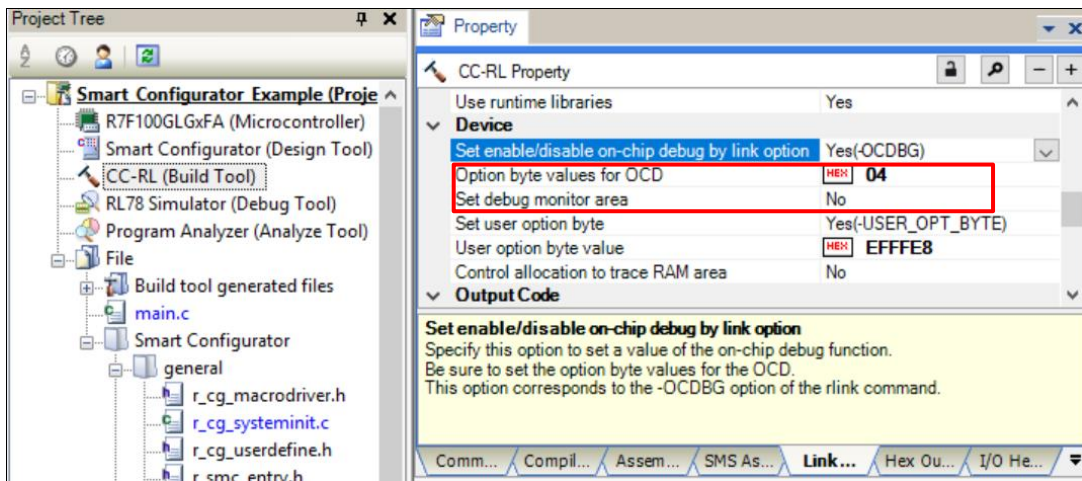 Project Tree
Smart Configurator Example (Proje
R7F100GLGxFA (Microcontroller)
Smart Configurator (Design Tool)
CC-RL (Build Tool)
RL78 Simulator (Debug Tool)
Program Analyzer (Analyze Tool)
File
Build tool generated files
main.c
Smart Configurator
general
r_cg_macrodriver.h
r_cg_systeminit.c
r_cg_userdefine.h
r_smc_entry.h
Property
CC-RL Property
Use runtime libraries Yes
Device
Set enable/disable on-chip debug by link option Yes(-OCDBG)
Option byte values for OCD HEX 04
Set debug monitor area No
Set user option byte Yes(-USER_OPT_BYTE)
User option byte value HEX EFFFE8
Control allocation to trace RAM area No
Output Code
Set enable/disable on-chip debug by link option
Specify this option to set a value of the on-chip debug function.
Be sure to set the option byte values for the OCD.
This option corresponds to the -OCDBG option of the rlink command.
Comm... Compil... Assem... SMS As... Link... Hex Ou... I/O He...